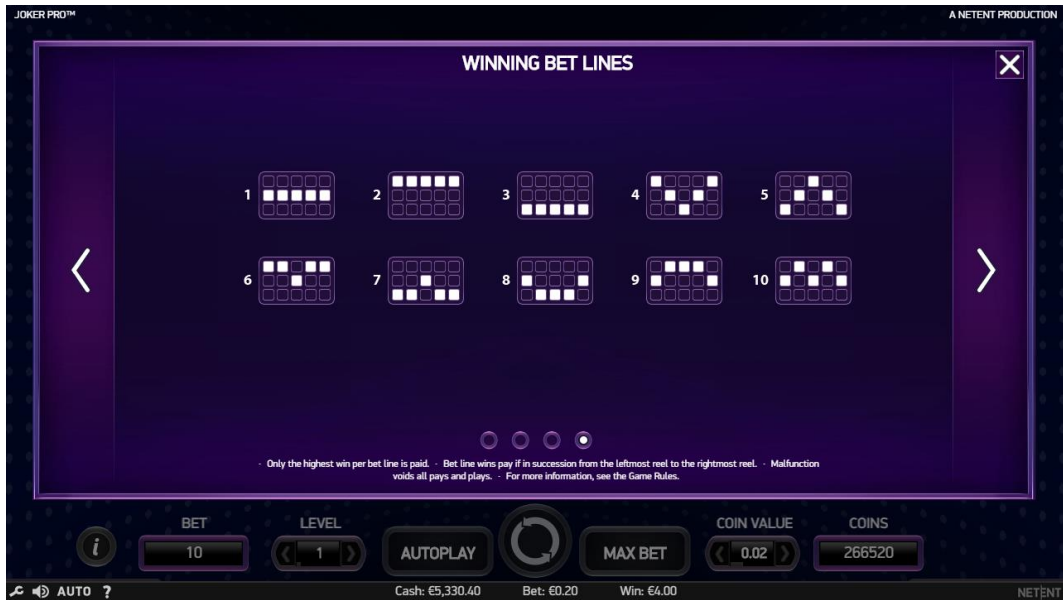 JOKER PRO™
A NETENT PRODUCTION
WINNING BET LINES
1
2
3
4
5
6
7
8
9
10
· Only the highest win per bet line is paid. · Bet line wins pay if in succession from the leftmost reel to the rightmost reel. · Malfunction
voids all pays and plays. · For more information, see the Game Rules.
BET
LEVEL
COIN VALUE
COINS
i
10
1
AUTOPLAY
MAX BET
0.02
266520
AUTO ?
Cash: €5,330.40
Bet: €0.20
Win: €4.00
NETENT